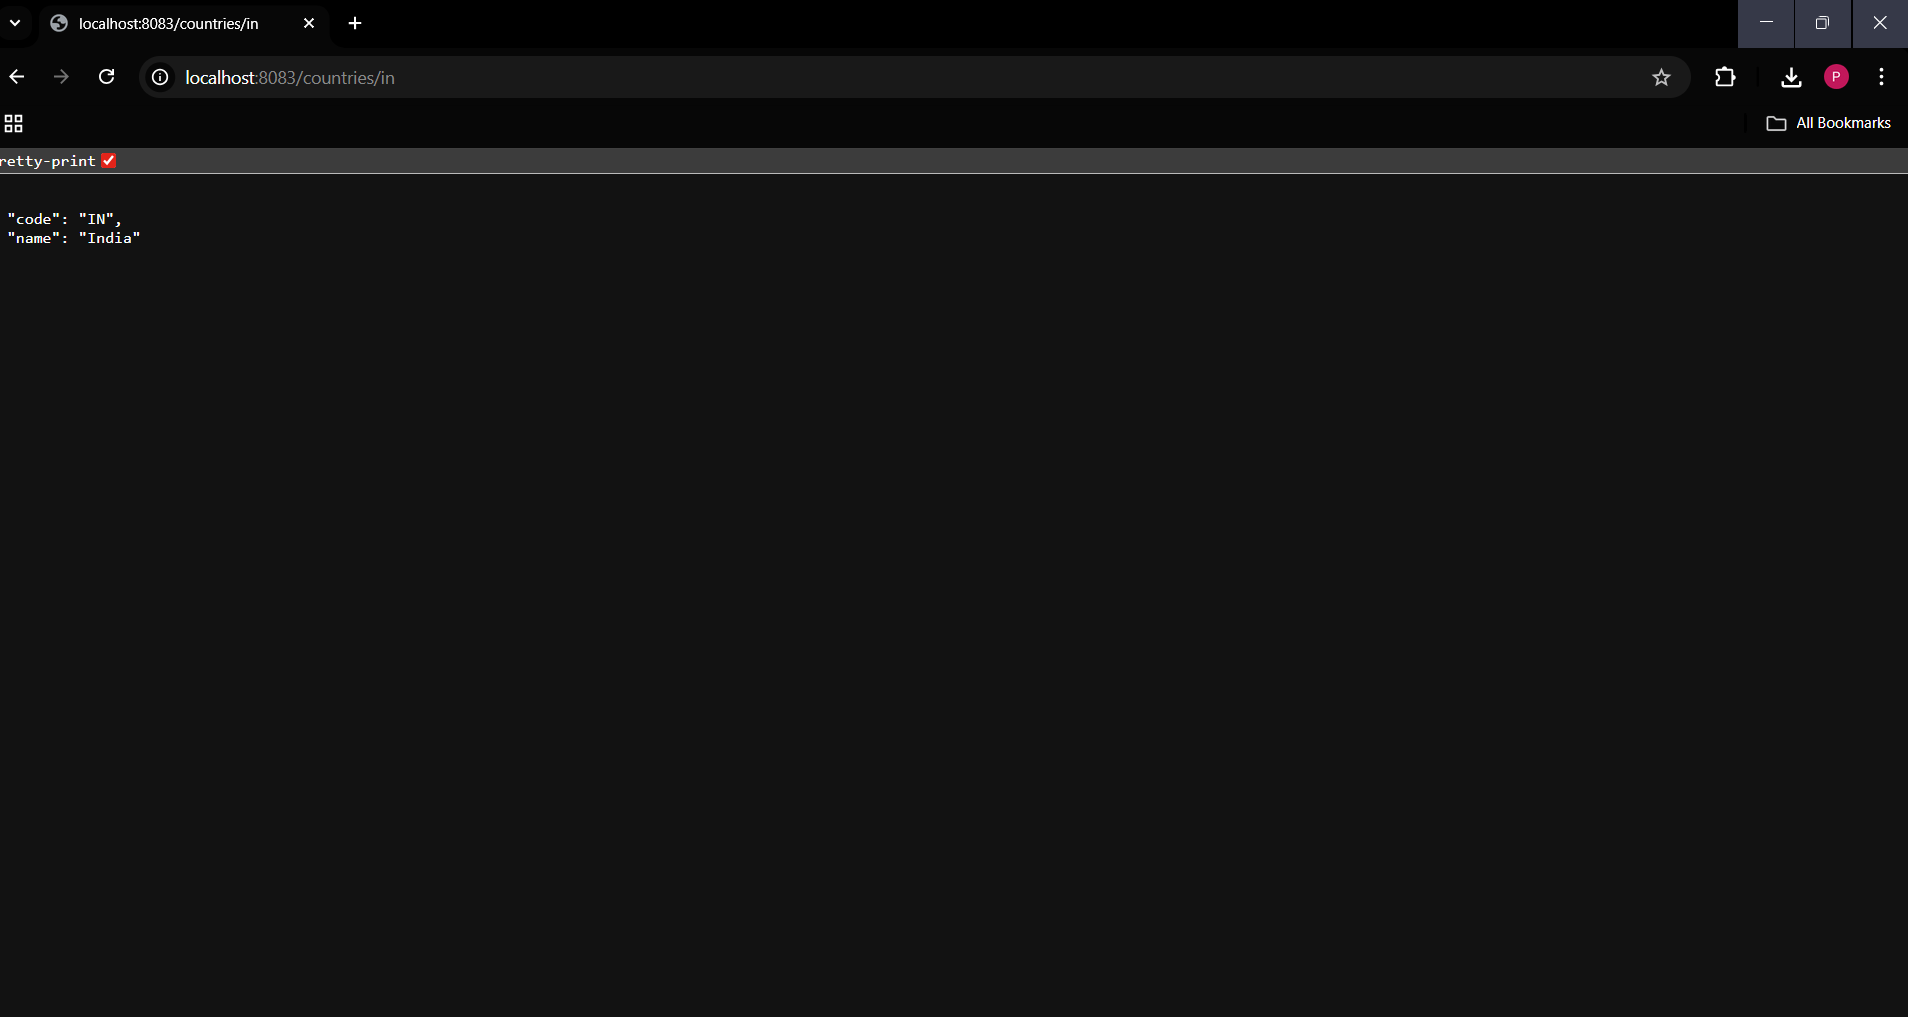 localhost:8083/countries/in
localhost:8083/countries/in
P
All Bookmarks
retty-print
"code": "IN",
"name": "India"